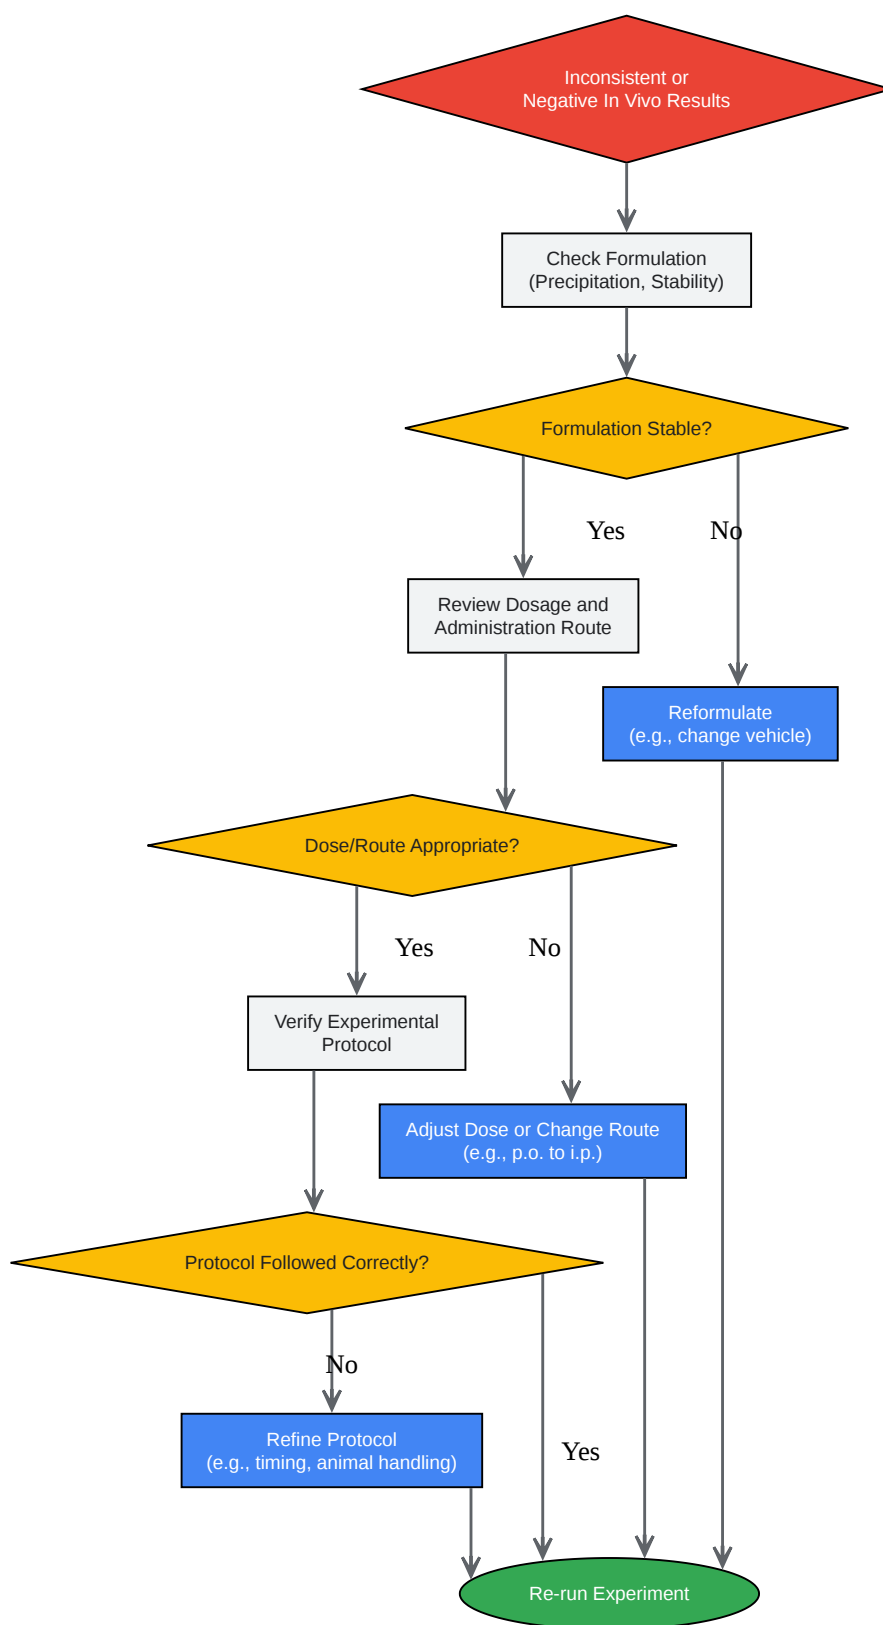 Inconsistent or
Negative In Vivo Results
Check Formulation
(Precipitation, Stability)
Formulation Stable?
Yes
No
Review Dosage and
Administration Route
Reformulate
(e.g., change vehicle)
Dose/Route Appropriate?
Yes
No
Verify Experimental
Protocol
Adjust Dose or Change Route
(e.g., p.o. to i.p.)
Protocol Followed Correctly?
No
Refine Protocol
(e.g., timing, animal handling)
Yes
Re-run Experiment